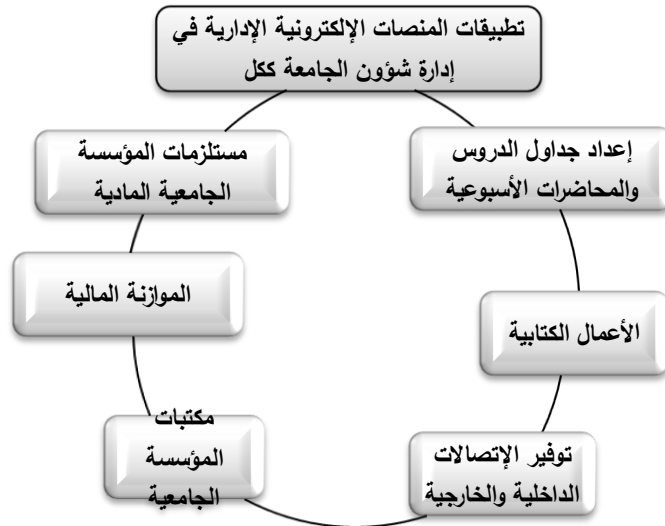 تطبيقات المنصات الإلكترونية الإدارية في
إدارة شؤون الجامعة ككل
إعداد جداول الدروس
والمحاضرات الأسبوعية
الأعمال الكتابية
توفير الإتصالات
الداخلية والخارجية
مكتبات
المؤسسة
الجامعية
الموازنة المالية
مستلزمات المؤسسة
الجامعية المادية